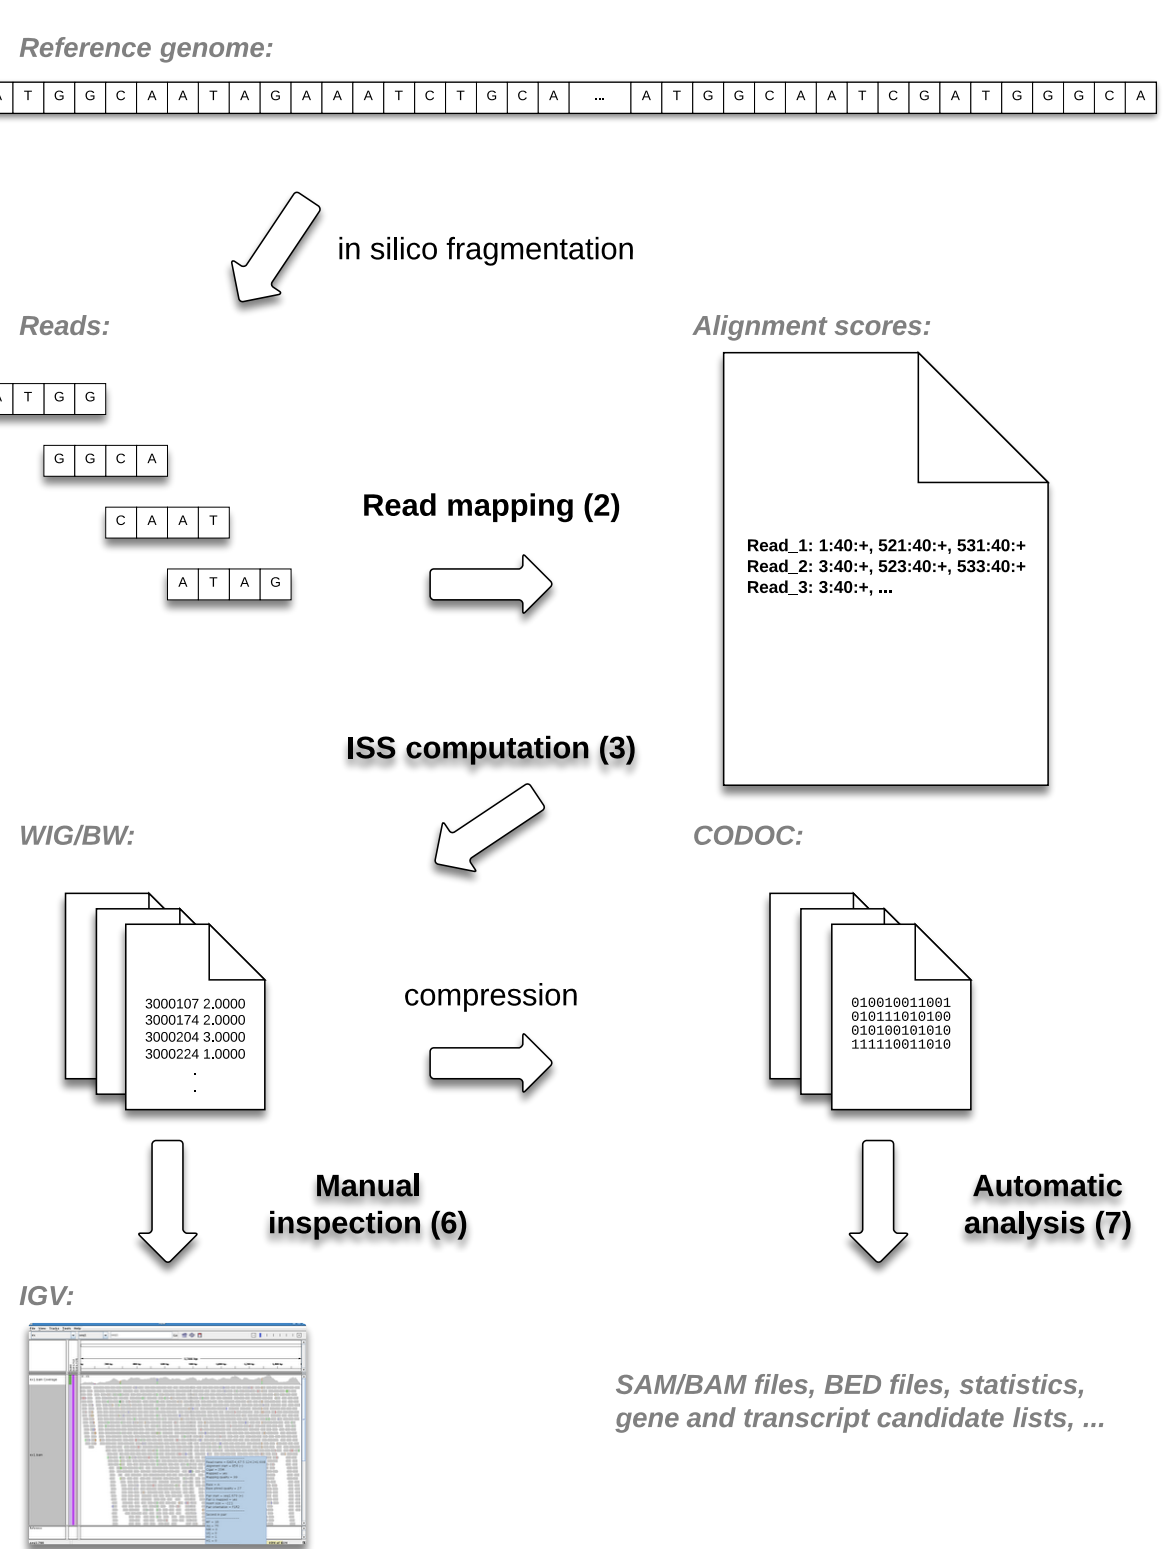 Reference genome:
T G G C A A T A G A A A T C T G C A ... A T G G C A A T C G A T G G G C A
in silico fragmentation
Reads:
Alignment scores:
T G G
G G C A
C A A T
A T A G
Read mapping (2)
Read_1: 1:40:+, 521:40:+, 531:40:+
Read_2: 3:40:+, 523:40:+, 533:40:+
Read_3: 3:40:+, ...
ISS computation (3)
WIG/BW:
CODOC:
3000107 2.0000
3000174 2.0000
3000204 3.0000
3000224 1.0000
.
.
compression
010010011001
010111010100
010100101010
111110011010
Manual
inspection (6)
Automatic
analysis (7)
IGV:
SAM/BAM files, BED files, statistics,
gene and transcript candidate lists, ...